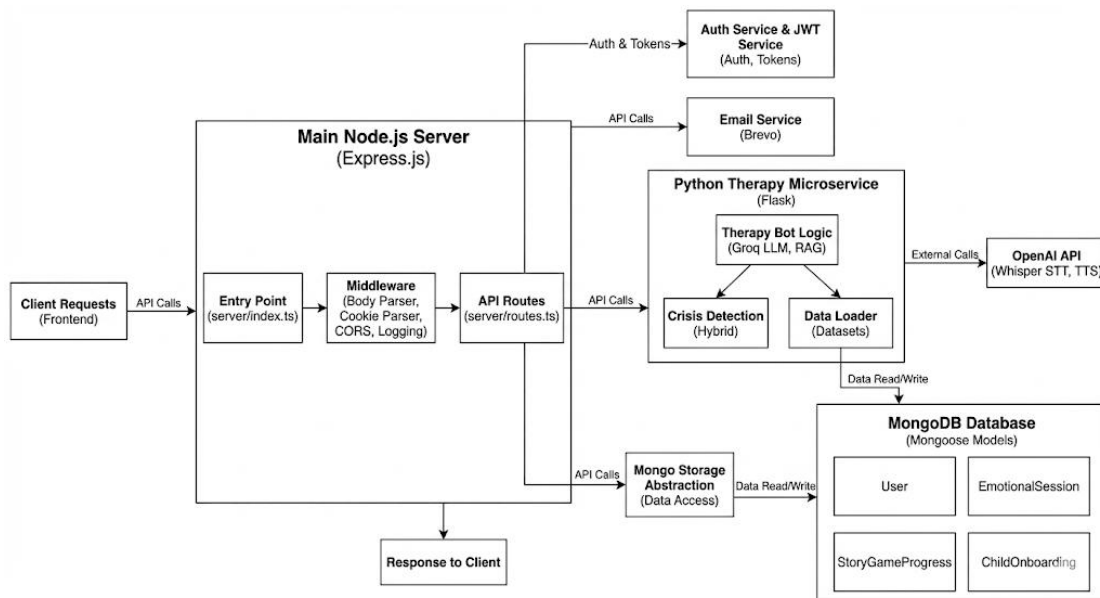 Auth & Tokens
Auth Service & JWT
Service
(Auth, Tokens)
API Calls
Email Service
(Brevo)
Main Node.js Server
(Express.js)
Python Therapy Microservice
(Flask)
Therapy Bot Logic
(Groq LLM, RAG)
External Calls
OpenAI API
(Whisper STT, TTS)
Client Requests
(Frontend)
API Calls
Entry Point
(server/index.ts)
Middleware
(Body Parser,
Cookie Parser,
CORS, Logging)
API Routes
(server/routes.ts)
API Calls
Crisis Detection
(Hybrid)
Data Loader
(Datasets)
Data Read/Write
MongoDB Database
(Mongoose Models)
API Calls
Mongo Storage
Abstraction
(Data Access)
Data Read/Write
User
EmotionalSession
StoryGameProgress
ChildOnboarding
Response to Client